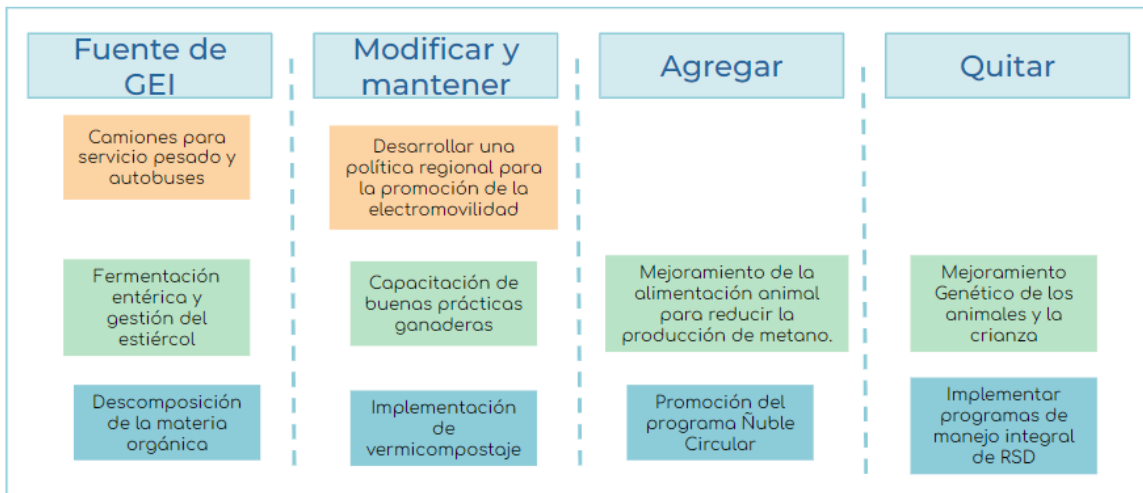 Fuente de
GEI
Modificar y
mantener
Agregar
Quitar
Camiones para
servicio pesado y
autobuses
Desarrollar una
política regional para
la promoción de la
electromovilidad
Fermentación
entérica y
gestión del
estiércol
Capacitación de
buenas prácticas
ganaderas
Mejoramiento de la
alimentación animal
para reducir la
producción de metano.
Mejoramiento
Genético de los
animales y la
crianza
Descomposición
de la materia
orgánica
Implementación
de
vermicompostaje
Promoción del
programa Ñuble
Circular
Implementar
programas de
manejo integral
de RSD